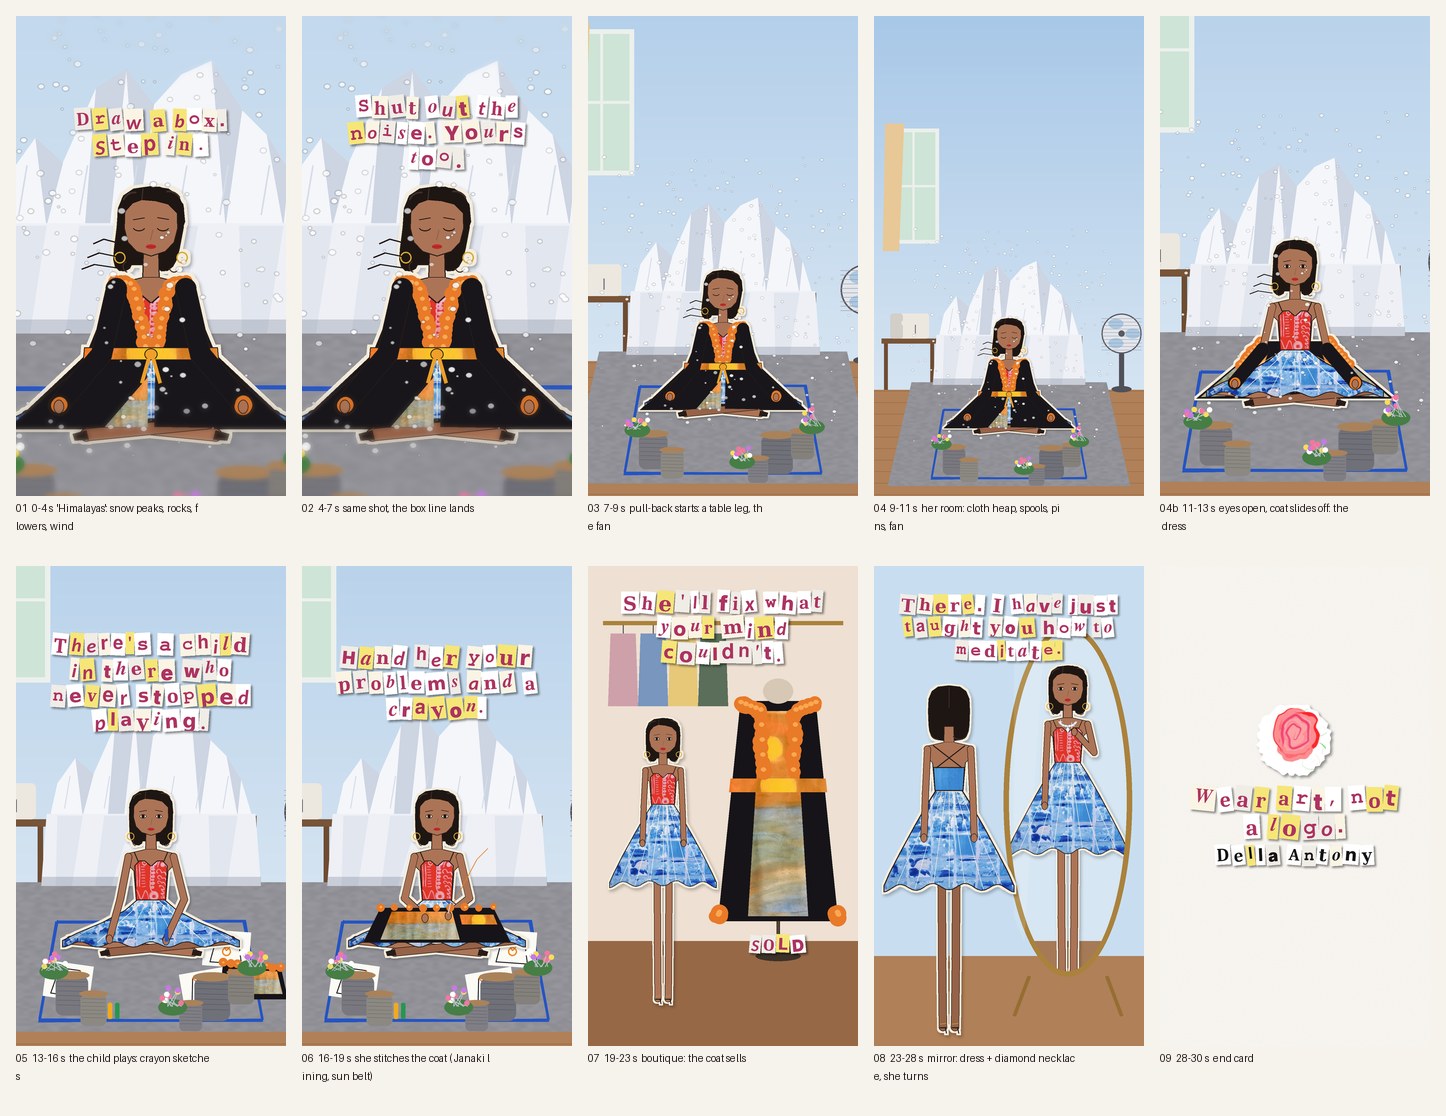 Draw a box.
Step in.
Shut out the
noise. Yours
too.
01 0-4 s 'Himalayas': snow peaks, rocks, f
lowers, wind
02 4-7 s same shot, the box line lands
03 7-9 s pull-back starts: a table leg, th
e fan
04 9-11 s her room: cloth heap, spools, pi
ns, fan
04b 11-13 s eyes open, coat slides off: the
dress
There's a child
in there who
never stopped
playing.
Hand her your
problems and a
crayon.
She'll fix what
your mind
couldn't.
SOLD
There. I have just
taught you how to
meditate.
Wear art, not
a logo.
Della Antony
05 13-16 s the child plays: crayon sketche
s
06 16-19 s she stitches the coat (Janaki l
ining, sun belt)
07 19-23 s boutique: the coat sells
08 23-28 s mirror: dress + diamond necklac
e, she turns
09 28-30 s end card